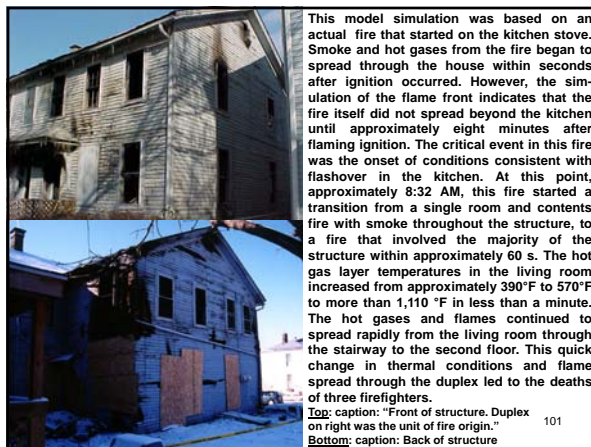 This model simulation was based on an
actual fire that started on the kitchen stove.
Smoke and hot gases from the fire began to
spread through the house within seconds
after ignition occurred. However, the sim-
ulation of the flame front indicates that the
fire itself did not spread beyond the kitchen
until approximately eight minutes after
flaming ignition. The critical event in this fire
was the onset of conditions consistent with
flashover in the kitchen. At this point,
approximately 8:32 AM, this fire started a
transition from a single room and contents
fire with smoke throughout the structure, to
a fire that involved the majority of the
structure within approximately 60 s. The hot
gas layer temperatures in the living room
increased from approximately 390°F to 570°F
to more than 1,110 °F in less than a minute.
The hot gases and flames continued to
spread rapidly from the living room through
the stairway to the second floor. This quick
change in thermal conditions and flame
spread through the duplex led to the deaths
of three firefighters.
Top: caption: “Front of structure. Duplex
on right was the unit of fire origin.”
101
Bottom: caption: Back of structure